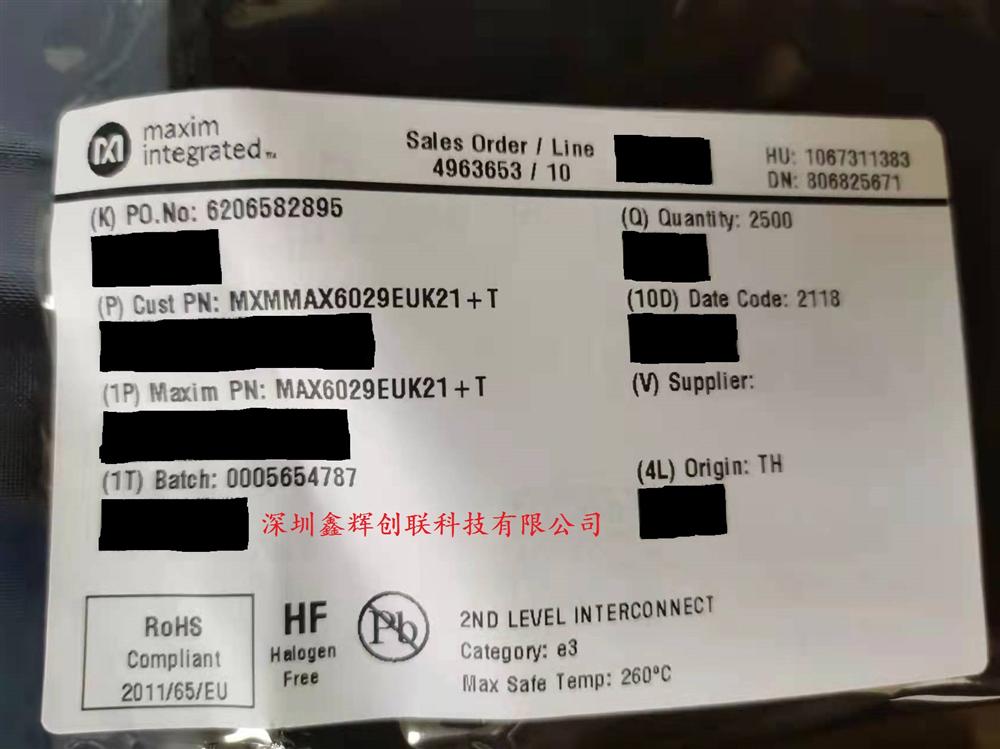 maxim
integrated™
Sales Order / Line
4963653 / 10
HU: 1067311383
DN: 806825671
(K) PO.No: 6206582895
(Q) Quantity: 2500
(P) Cust PN: MXMMAX6029EUK21+T
(10D) Date Code: 2118
(1P) Maxim PN: MAX6029EUK21+T
(V) Supplier:
(1T) Batch: 0005654787
(4L) Origin: TH
深圳鑫辉创联科技有限公司
RoHS
Compliant
2011/65/EU
HF
Halogen
Free
Pb
2ND LEVEL INTERCONNECT
Category: e3
Max Safe Temp: 260ºC